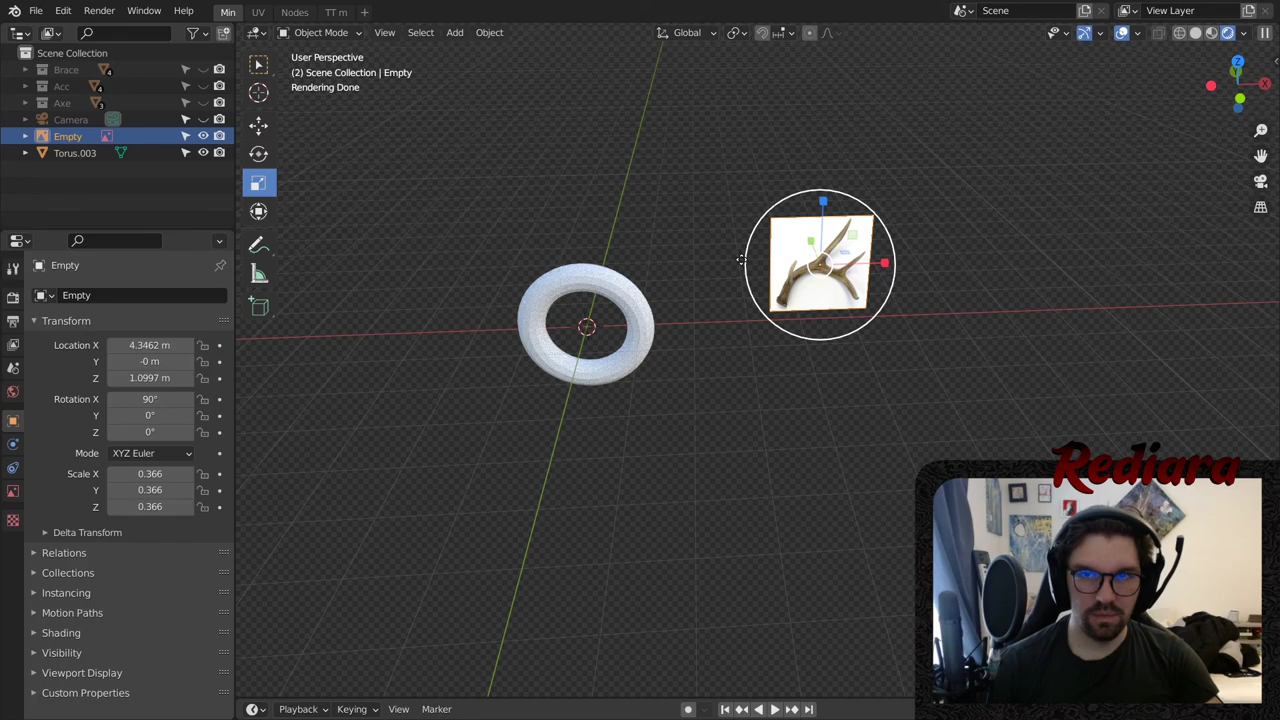 File Edit Render Window Help Min UV Nodes TT m Scene View Layer
Object Mode View Select Add Object Global
Scene Collection
Brace 4
Acc 4
Axe 3
Camera
Empty
Torus.003
User Perspective
(2) Scene Collection | Empty
Rendering Done
Z
Y
X
Empty
Empty
Transform
Location X 4.3462 m
Y -0 m
Z 1.0997 m
Rotation X 90°
Y 0°
Z 0°
Mode XYZ Euler
Scale X 0.366
Y 0.366
Z 0.366
Delta Transform
Relations
Collections
Instancing
Motion Paths
Shading
Visibility
Viewport Display
Custom Properties
Rediara
Playback Keying View Marker